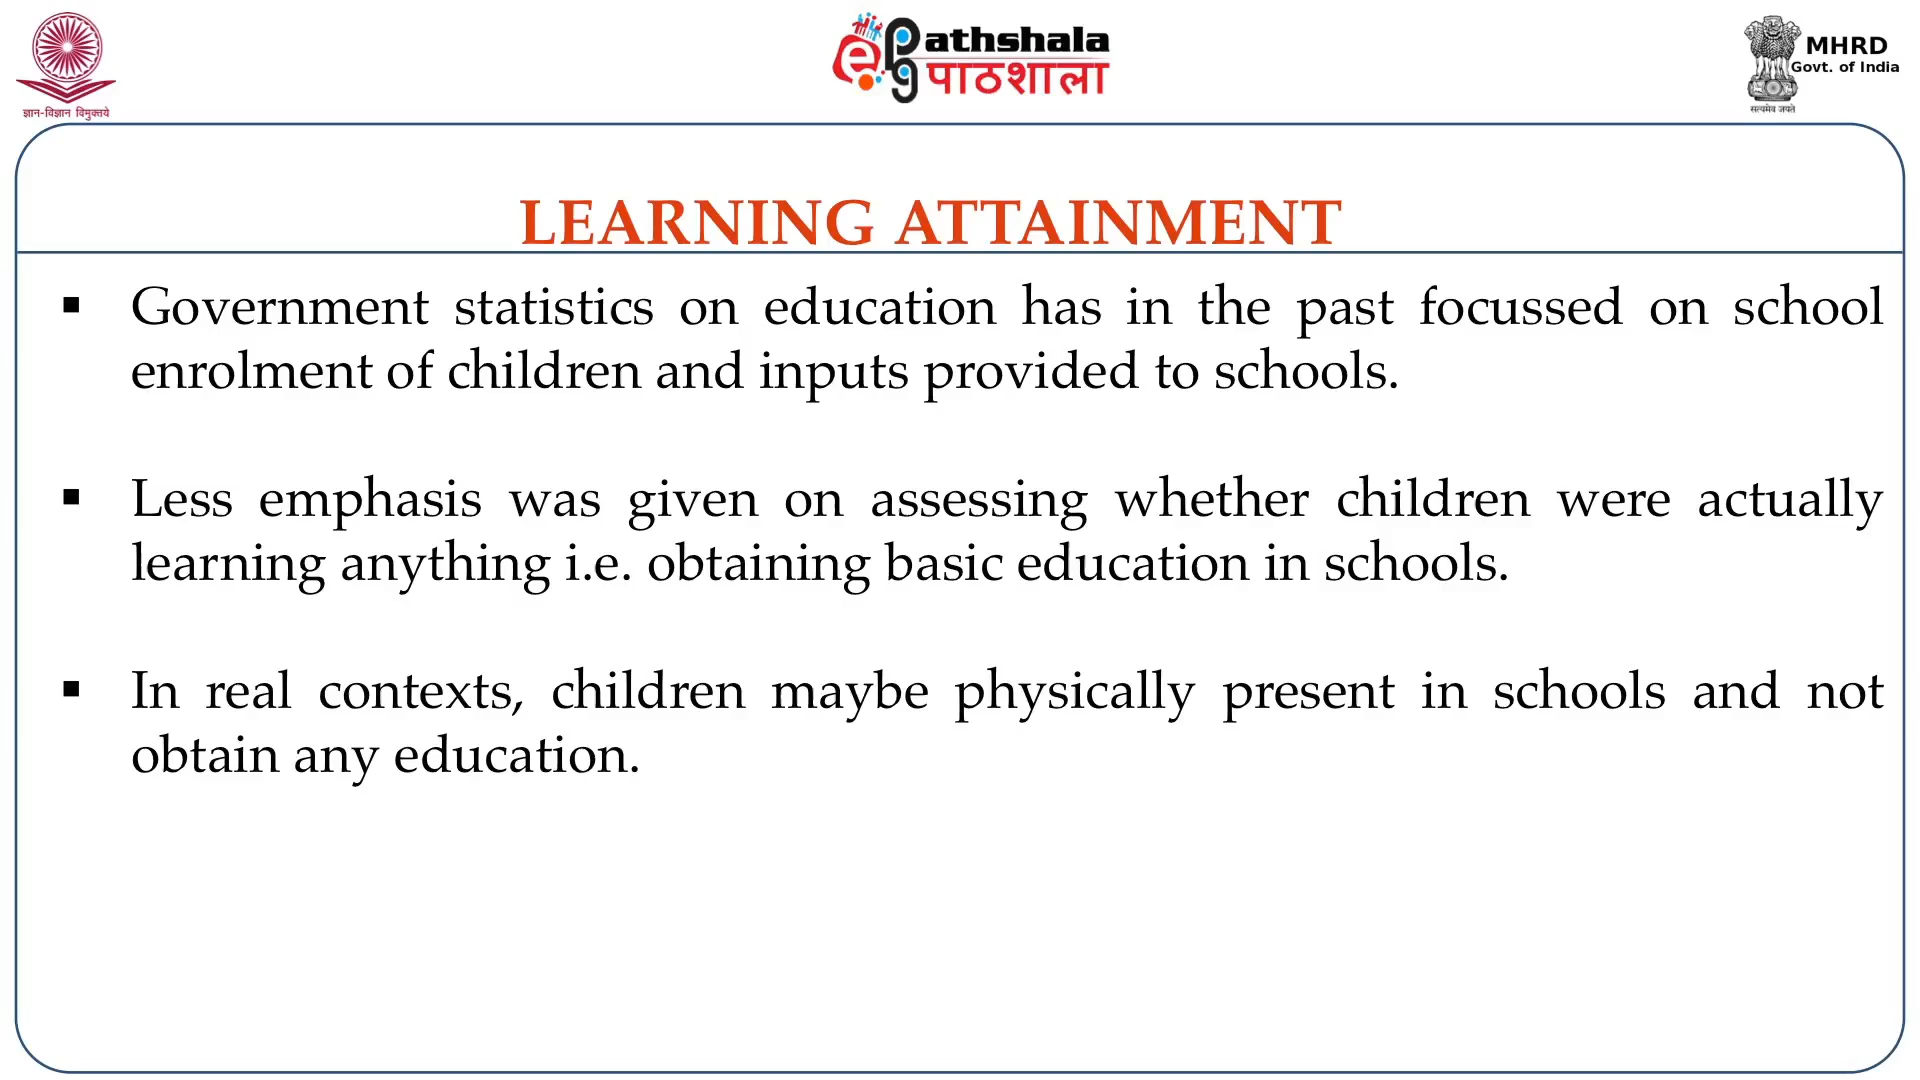 ज्ञान-विज्ञान विमुक्तये
e Pg Pathshala
पाठशाला
MHRD
Govt. of India
सत्यमेव जयते
LEARNING ATTAINMENT
▪ Government statistics on education has in the past focussed on school
enrolment of children and inputs provided to schools.
▪ Less emphasis was given on assessing whether children were actually
learning anything i.e. obtaining basic education in schools.
▪ In real contexts, children maybe physically present in schools and not
obtain any education.